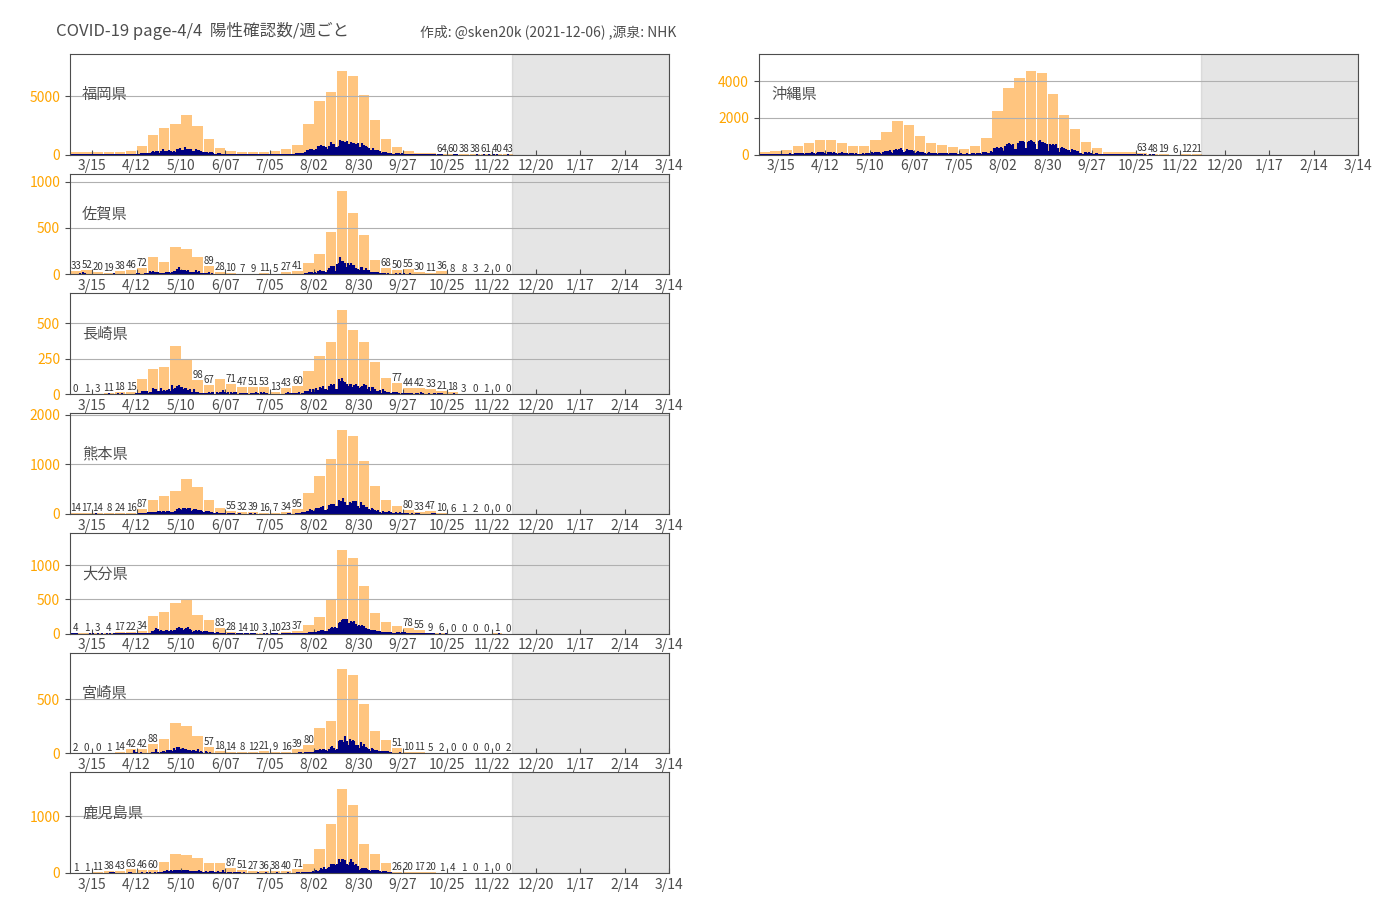 COVID-19 page-4/4 陽性確認数/週ごと
作成: @sken20k (2021-12-06) ,源泉: NHK
福岡県
5000
0
64 60 38 38 61 40 43
3/15 4/12 5/10 6/07 7/05 8/02 8/30 9/27 10/25 11/22 12/20 1/17 2/14 3/14
沖縄県
4000
2000
0
63 48 19 6 12 21
3/15 4/12 5/10 6/07 7/05 8/02 8/30 9/27 10/25 11/22 12/20 1/17 2/14 3/14
佐賀県
1000
500
0
33 52 20 19 38 46 72 89 28 10 7 9 11 5 27 41 68 50 55 30 11 36 8 8 3 2 0 0
3/15 4/12 5/10 6/07 7/05 8/02 8/30 9/27 10/25 11/22 12/20 1/17 2/14 3/14
長崎県
500
250
0
0 1 3 11 18 15 98 67 71 47 51 53 13 43 60 77 44 42 33 21 18 3 0 1 0 0
3/15 4/12 5/10 6/07 7/05 8/02 8/30 9/27 10/25 11/22 12/20 1/17 2/14 3/14
熊本県
2000
1000
0
14 17 14 8 24 16 87 55 32 39 16 7 34 95 80 33 47 10 6 1 2 0 0 0
3/15 4/12 5/10 6/07 7/05 8/02 8/30 9/27 10/25 11/22 12/20 1/17 2/14 3/14
大分県
1000
500
0
4 1 3 4 17 22 34 83 28 14 10 3 10 23 37 78 55 9 6 0 0 0 0 1 0
3/15 4/12 5/10 6/07 7/05 8/02 8/30 9/27 10/25 11/22 12/20 1/17 2/14 3/14
宮崎県
500
0
2 0 0 1 14 42 42 88 57 18 14 8 12 21 9 16 39 80 51 10 11 5 2 0 0 0 0 0 2
3/15 4/12 5/10 6/07 7/05 8/02 8/30 9/27 10/25 11/22 12/20 1/17 2/14 3/14
鹿児島県
1000
0
1 1 11 38 43 63 46 60 87 51 27 36 38 40 71 26 20 17 20 1 4 1 0 1 0 0
3/15 4/12 5/10 6/07 7/05 8/02 8/30 9/27 10/25 11/22 12/20 1/17 2/14 3/14